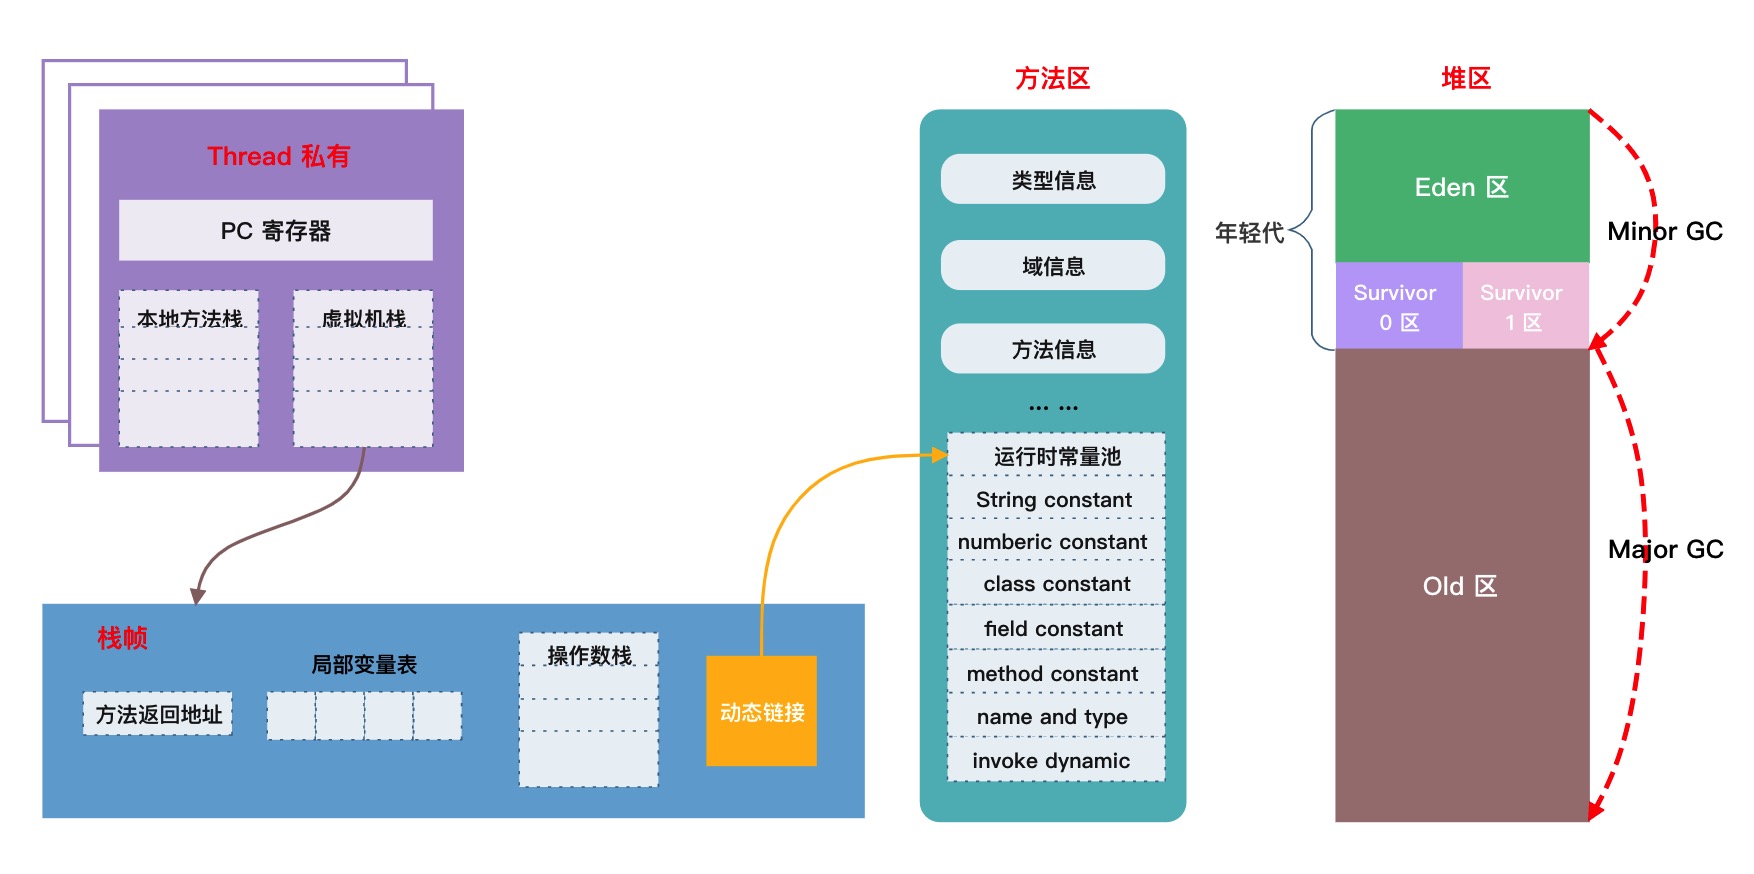 Thread 私有
PC 寄存器
本地方法栈
虚拟机栈
栈帧
方法返回地址
局部变量表
操作数栈
动态链接
方法区
类型信息
域信息
方法信息
... ...
运行时常量池
String constant
numberic constant
class constant
field constant
method constant
name and type
invoke dynamic
堆区
年轻代
Eden 区
Survivor
0 区
Survivor
1 区
Minor GC
Old 区
Major GC